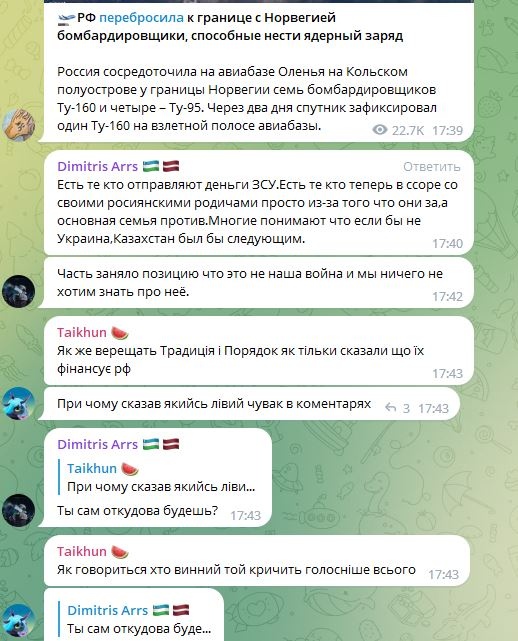 РФ перебросила к границе с Норвегией
бомбардировщики, способные нести ядерный заряд
Россия сосредоточила на авиабазе Оленья на Кольском
полуострове у границы Норвегии семь бомбардировщиков
Ту-160 и четыре – Ту-95. Через два дня спутник зафиксировал
один Ту-160 на взлетной полосе авиабазы.
22.7K 17:39
Dimitris Arrs
Ответить
Есть те кто отправляют деньги ЗСУ.Есть те кто теперь в ссоре со
своими росиянскими родичами просто из-за того что они за,а
основная семья против.Многие понимают что если бы не
Украина,Казахстан был бы следующим.
17:40
Часть заняло позицию что это не наша война и мы ничего не
хотим знать про неё.
17:42
Taikhun
Як же верещать Традиція і Порядок як тільки сказали що їх
фінансує рф
17:43
При чому сказав якийсь лівий чувак в коментарях
3 17:43
Dimitris Arrs
Taikhun
При чому сказав якийсь ліви...
Ты сам откудова будешь?
17:43
Taikhun
Як говориться хто винний той кричить голосніше всього
17:43
Dimitris Arrs
Ты сам откудова буде...